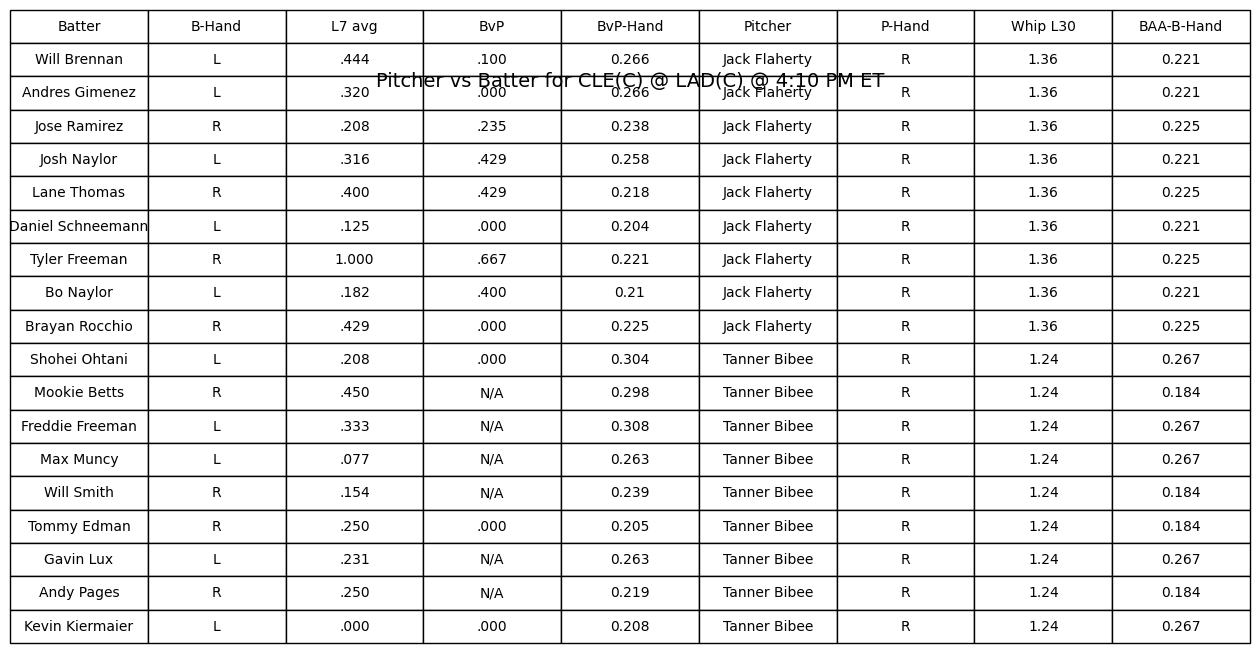 Batter B-Hand L7 avg BvP BvP-Hand Pitcher P-Hand Whip L30 BAA-B-Hand
Will Brennan L .444 .100 0.266 Jack Flaherty R 1.36 0.221
Pitcher vs Batter for CLE(C) @ LAD(C) @ 4:10 PM ET
Andres Gimenez L .320 .000 0.266 Jack Flaherty R 1.36 0.221
Jose Ramirez R .208 .235 0.238 Jack Flaherty R 1.36 0.225
Josh Naylor L .316 .429 0.258 Jack Flaherty R 1.36 0.221
Lane Thomas R .400 .429 0.218 Jack Flaherty R 1.36 0.225
Daniel Schneemann L .125 .000 0.204 Jack Flaherty R 1.36 0.221
Tyler Freeman R 1.000 .667 0.221 Jack Flaherty R 1.36 0.225
Bo Naylor L .182 .400 0.21 Jack Flaherty R 1.36 0.221
Brayan Rocchio R .429 .000 0.225 Jack Flaherty R 1.36 0.225
Shohei Ohtani L .208 .000 0.304 Tanner Bibee R 1.24 0.267
Mookie Betts R .450 N/A 0.298 Tanner Bibee R 1.24 0.184
Freddie Freeman L .333 N/A 0.308 Tanner Bibee R 1.24 0.267
Max Muncy L .077 N/A 0.263 Tanner Bibee R 1.24 0.267
Will Smith R .154 N/A 0.239 Tanner Bibee R 1.24 0.184
Tommy Edman R .250 .000 0.205 Tanner Bibee R 1.24 0.184
Gavin Lux L .231 N/A 0.263 Tanner Bibee R 1.24 0.267
Andy Pages R .250 N/A 0.219 Tanner Bibee R 1.24 0.184
Kevin Kiermaier L .000 .000 0.208 Tanner Bibee R 1.24 0.267